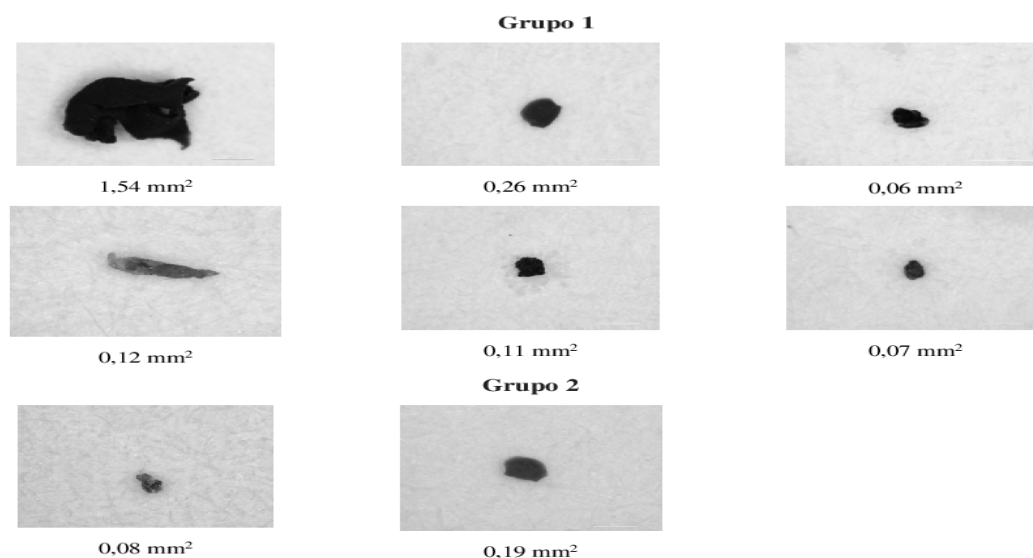 Grupo 1
1,54 mm²
0,26 mm²
0,06 mm²
0,12 mm²
0,11 mm²
0,07 mm²
Grupo 2
0,08 mm²
0,19 mm²